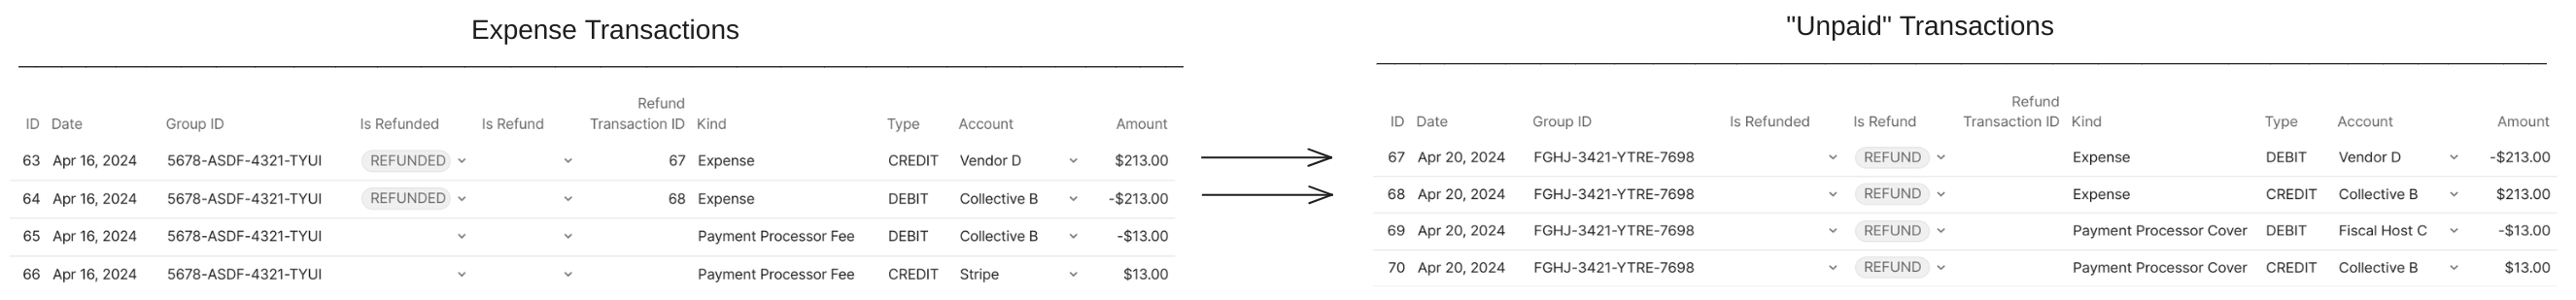 Expense Transactions
ID Date Group ID Is Refunded Is Refund Refund Transaction ID Kind Type Account Amount
63 Apr 16, 2024 5678-ASDF-4321-TYUI REFUNDED 67 Expense CREDIT Vendor D $213.00
64 Apr 16, 2024 5678-ASDF-4321-TYUI REFUNDED 68 Expense DEBIT Collective B -$213.00
65 Apr 16, 2024 5678-ASDF-4321-TYUI Payment Processor Fee DEBIT Collective B -$13.00
66 Apr 16, 2024 5678-ASDF-4321-TYUI Payment Processor Fee CREDIT Stripe $13.00
"Unpaid" Transactions
ID Date Group ID Is Refunded Is Refund Refund Transaction ID Kind Type Account Amount
67 Apr 20, 2024 FGHJ-3421-YTRE-7698 REFUND Expense DEBIT Vendor D -$213.00
68 Apr 20, 2024 FGHJ-3421-YTRE-7698 REFUND Expense CREDIT Collective B $213.00
69 Apr 20, 2024 FGHJ-3421-YTRE-7698 REFUND Payment Processor Cover DEBIT Fiscal Host C -$13.00
70 Apr 20, 2024 FGHJ-3421-YTRE-7698 REFUND Payment Processor Cover CREDIT Collective B $13.00